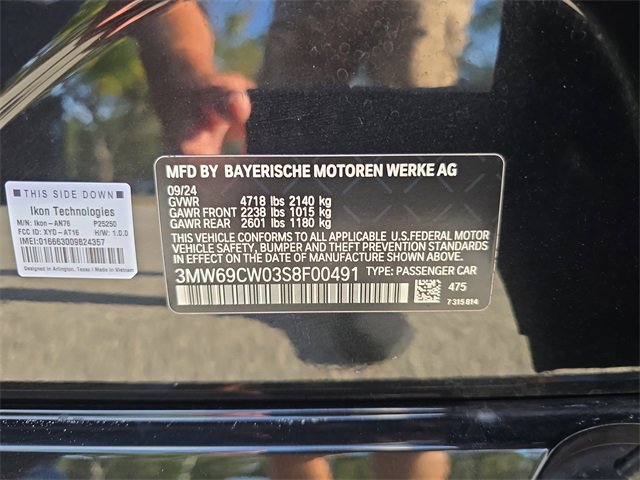 MFD BY BAYERISCHE MOTOREN WERKE AG
09/24
GVWR 4718 lbs 2140 kg
GAWR FRONT 2238 lbs 1015 kg
GAWR REAR 2601 lbs 1180 kg
THIS VEHICLE CONFORMS TO ALL APPLICABLE U.S. FEDERAL MOTOR
VEHICLE SAFETY, BUMPER, AND THEFT PREVENTION STANDARDS
IN EFFECT ON THE DATE OF MANUFACTURE SHOWN ABOVE.
3MW69CW03S8F00491 TYPE: PASSENGER CAR
475
7 315 814
THIS SIDE DOWN
Ikon Technologies
M/N: Ikon-AN76 P25250
FCC ID: XYD-AT16 H/W: 1.0.0
IMEI:016663009824357
Designed in Arlington, Texas | Made in Vietnam